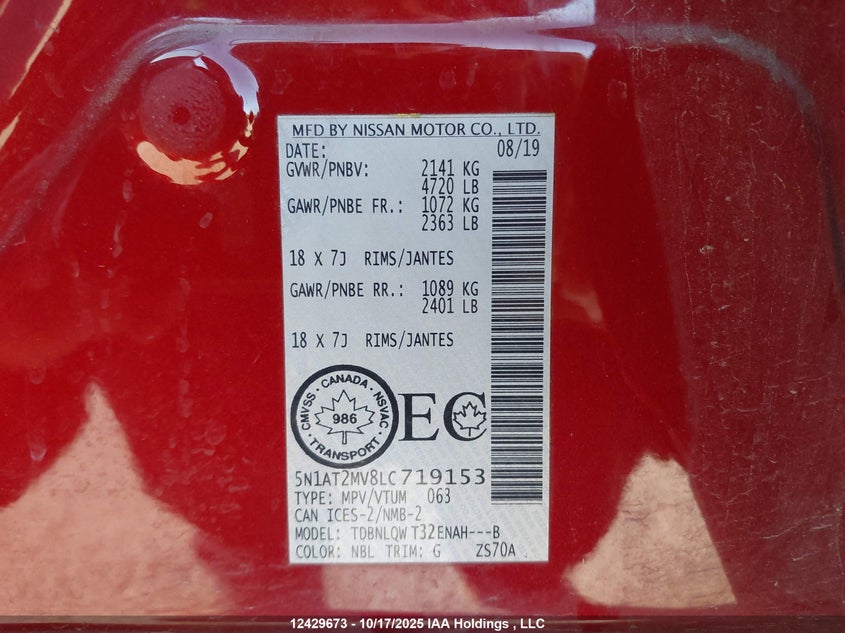 MFD BY NISSAN MOTOR CO., LTD.
DATE: 08/19
GVWR/PNBV: 2141 KG
4720 LB
GAWR/PNBE FR.: 1072 KG
2363 LB
18 X 7J RIMS/JANTES
GAWR/PNBE RR.: 1089 KG
2401 LB
18 X 7J RIMS/JANTES
CMVSS · CANADA · NSVAC · TRANSPORT ·
986
EC
5N1AT2MV8LC719153
TYPE: MPV/VTUM 063
CAN ICES-2/NMB-2
MODEL: TDBNLQW T32ENAH---B
COLOR: NBL TRIM: G ZS70A
12429673 - 10/17/2025 IAA Holdings , LLC